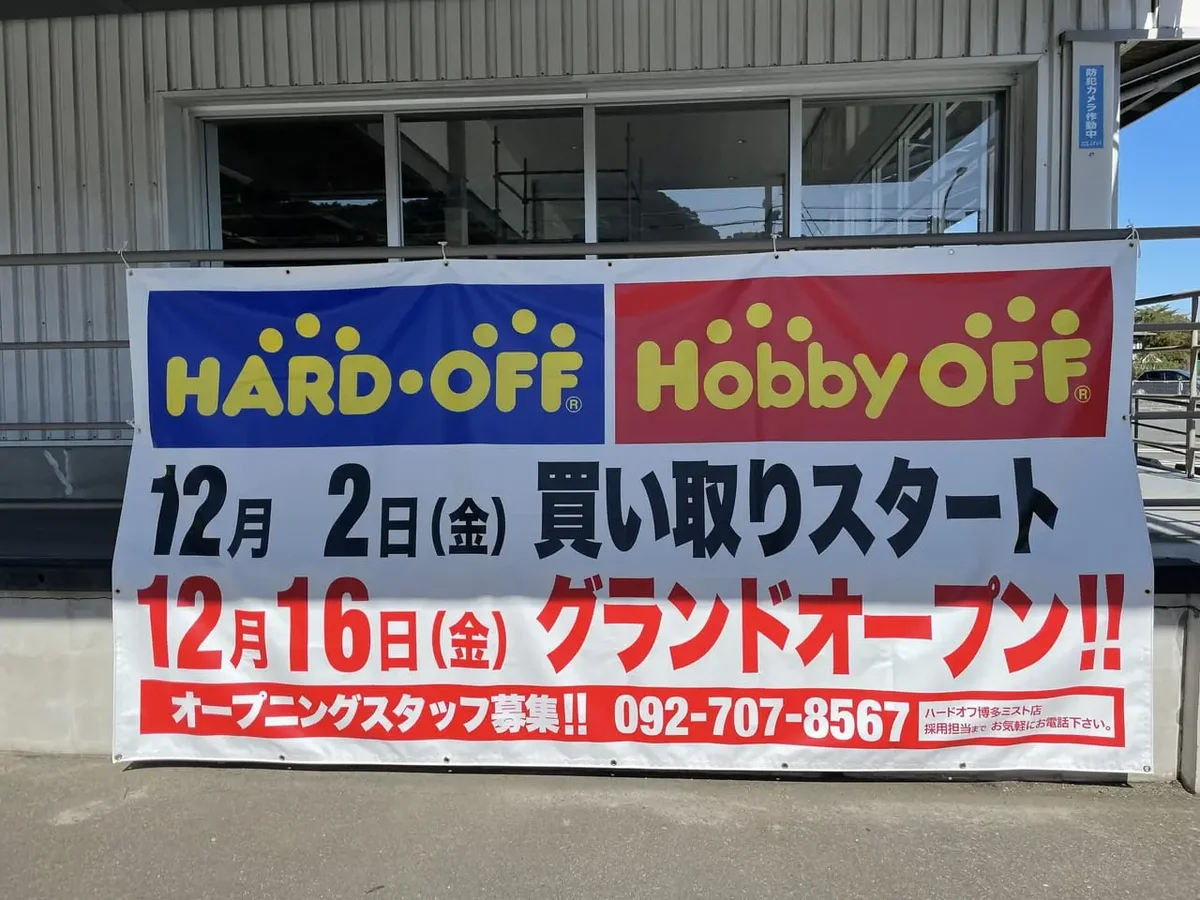 防犯カメラ作動中
HARD・OFF®
Hobby OFF®
12月 2日(金) 買い取りスタート
12月16日(金) グランドオープン!!
オープニングスタッフ募集!! 092-707-8567
ハードオフ博多ミスト店
採用担当まで お気軽にお電話下さい。